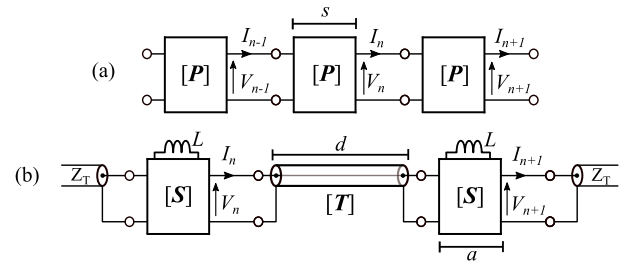 s
I_{n-1} I_n I_{n+1}
(a) [P] V_{n-1} [P] V_n [P] V_{n+1}
L d L
I_n I_{n+1}
(b) Z_T [S] V_n [T] [S] V_{n+1} Z_T
a